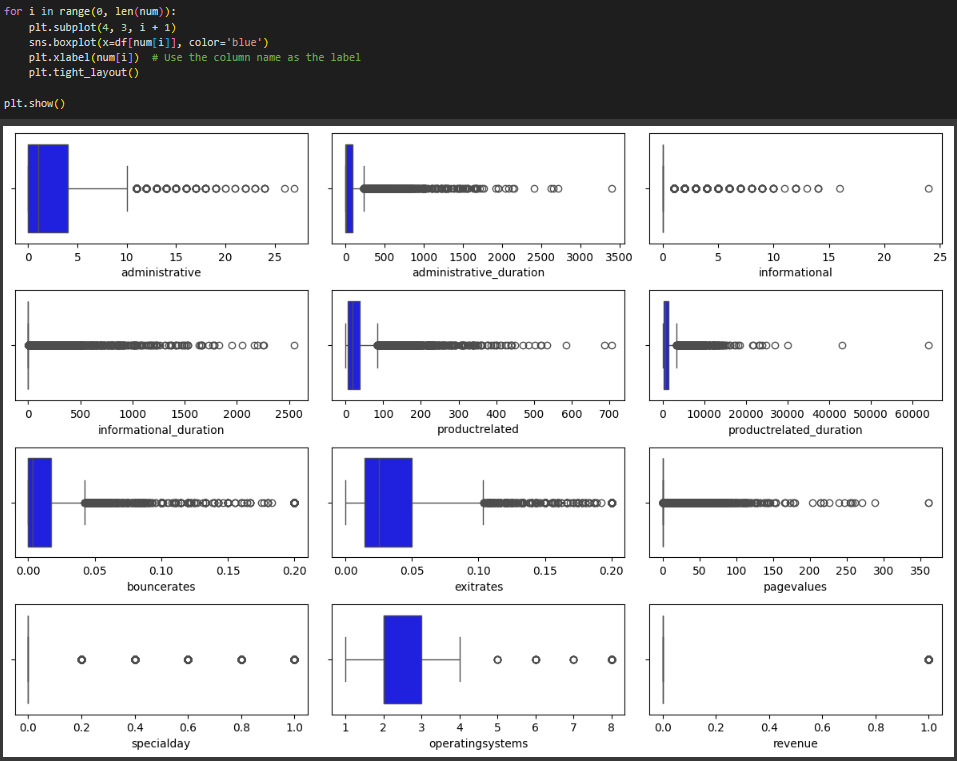 for i in range(0, len(num)):
    plt.subplot(4, 3, i + 1)
    sns.boxplot(x=df[num[i]], color='blue')
    plt.xlabel(num[i])  # Use the column name as the label
    plt.tight_layout()
plt.show()
0 5 10 15 20 25
administrative
0 500 1000 1500 2000 2500 3000 3500
administrative_duration
0 5 10 15 20 25
informational
0 500 1000 1500 2000 2500
informational_duration
0 100 200 300 400 500 600 700
productrelated
0 10000 20000 30000 40000 50000 60000
productrelated_duration
0.00 0.05 0.10 0.15 0.20
bouncerates
0.00 0.05 0.10 0.15 0.20
exitrates
0 50 100 150 200 250 300 350
pagevalues
0.0 0.2 0.4 0.6 0.8 1.0
specialday
1 2 3 4 5 6 7 8
operatingsystems
0.0 0.2 0.4 0.6 0.8 1.0
revenue